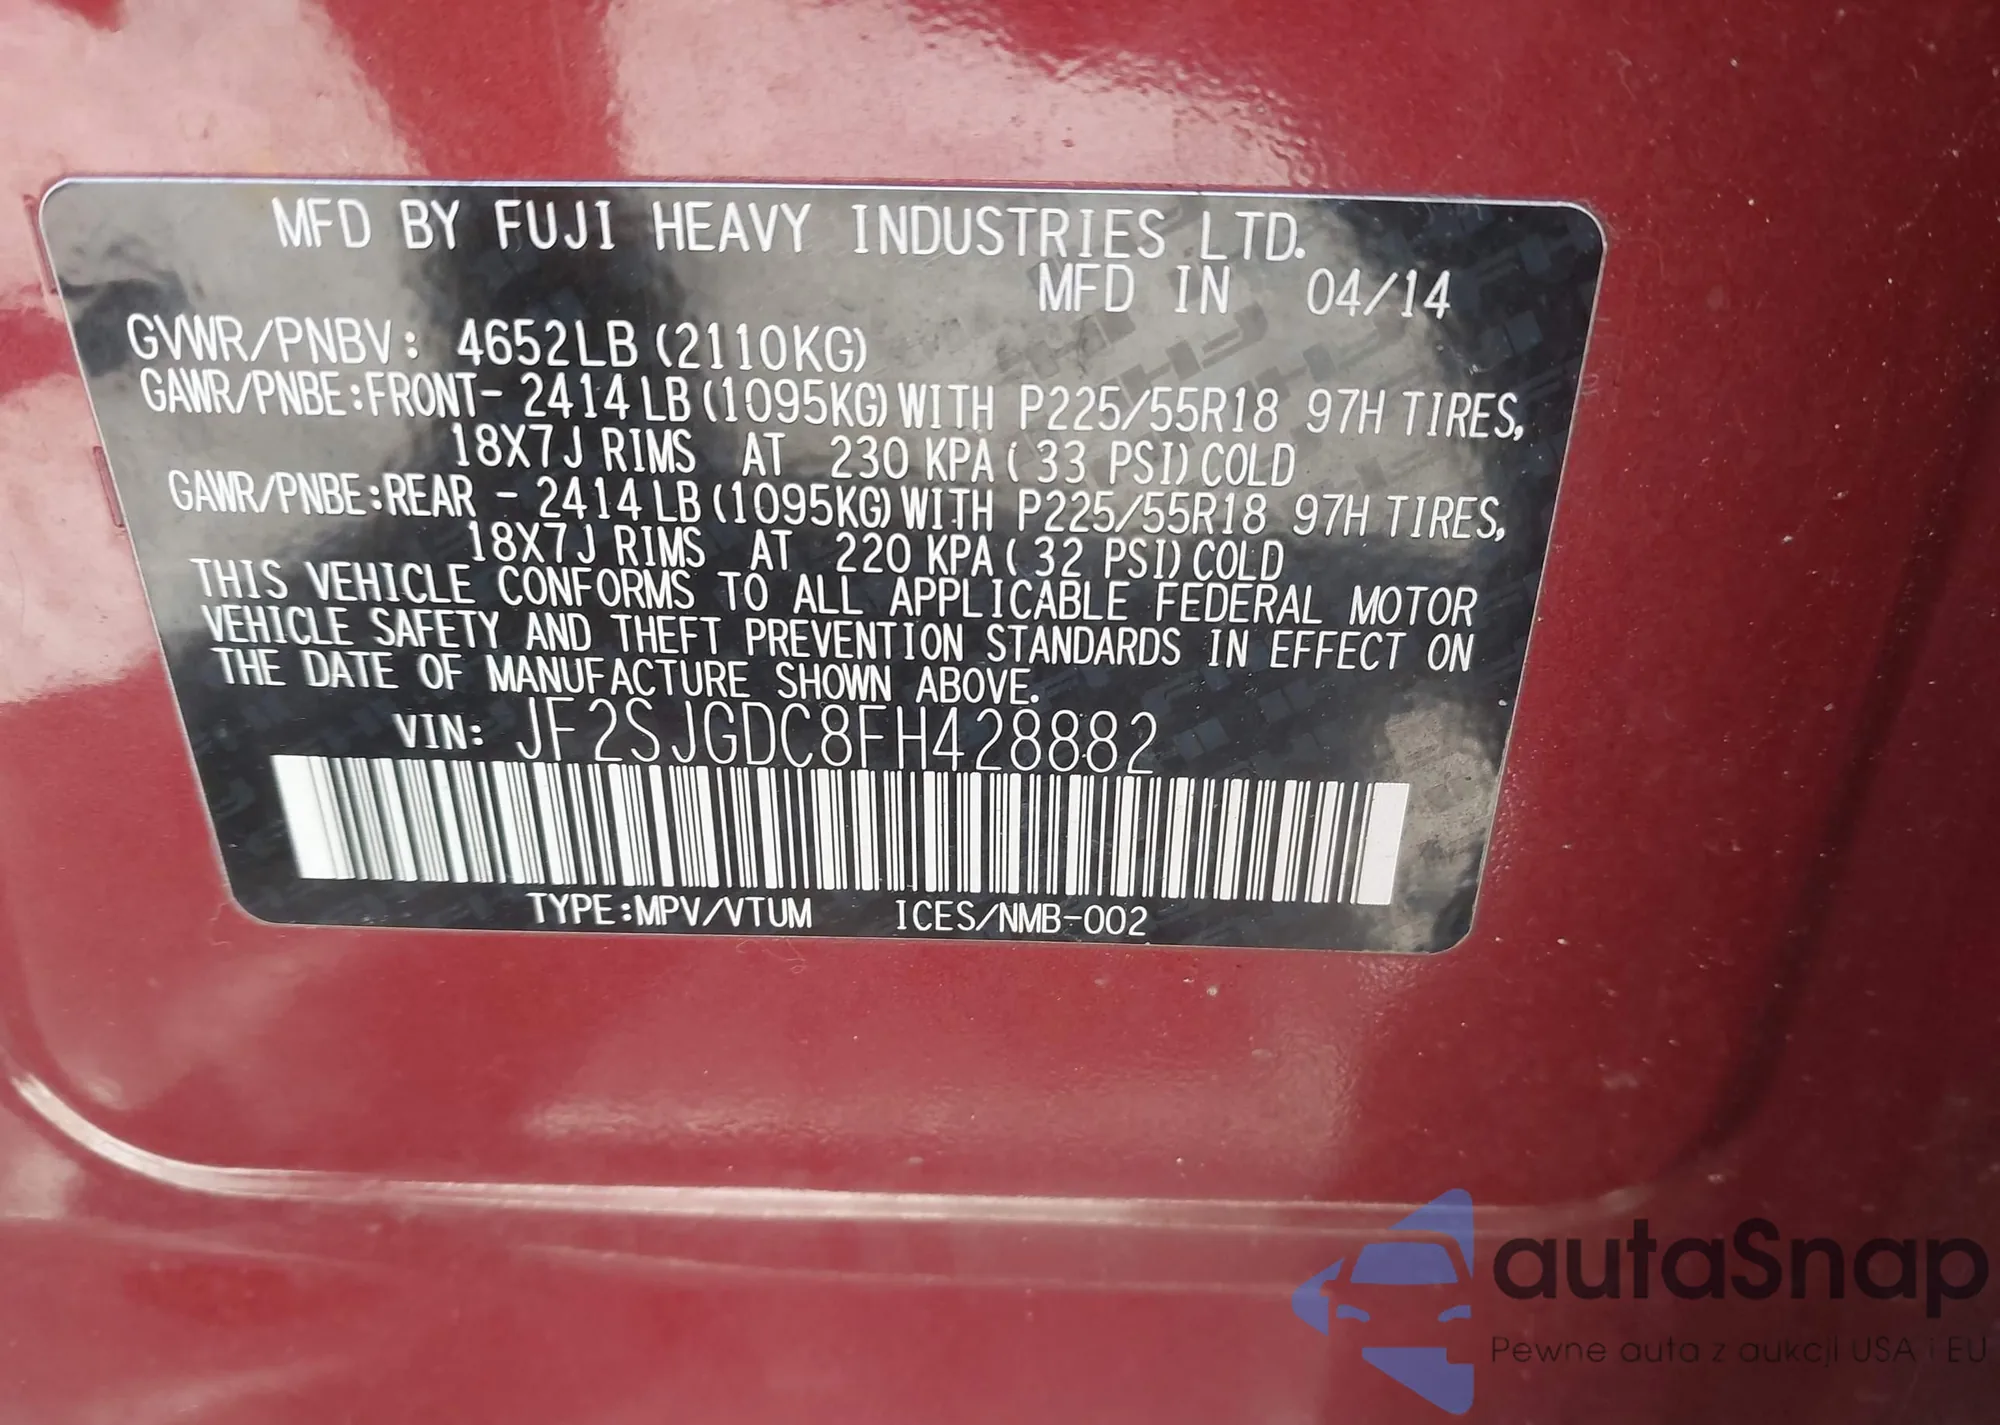 MFD BY FUJI HEAVY INDUSTRIES LTD.
MFD IN 04/14
GVWR/PNBV: 4652LB (2110KG)
GAWR/PNBE:FRONT- 2414 LB (1095KG) WITH P225/55R18 97H TIRES,
18X7J RIMS AT 230 KPA ( 33 PSI) COLD
GAWR/PNBE:REAR - 2414 LB (1095KG) WITH P225/55R18 97H TIRES,
18X7J RIMS AT 220 KPA ( 32 PSI) COLD
THIS VEHICLE CONFORMS TO ALL APPLICABLE FEDERAL MOTOR
VEHICLE SAFETY AND THEFT PREVENTION STANDARDS IN EFFECT ON
THE DATE OF MANUFACTURE SHOWN ABOVE.
VIN: JF2SJGDC8FH428882
TYPE:MPV/VTUM ICES/NMB-002
autaSnap
Pewne auta z aukcji USA i EU